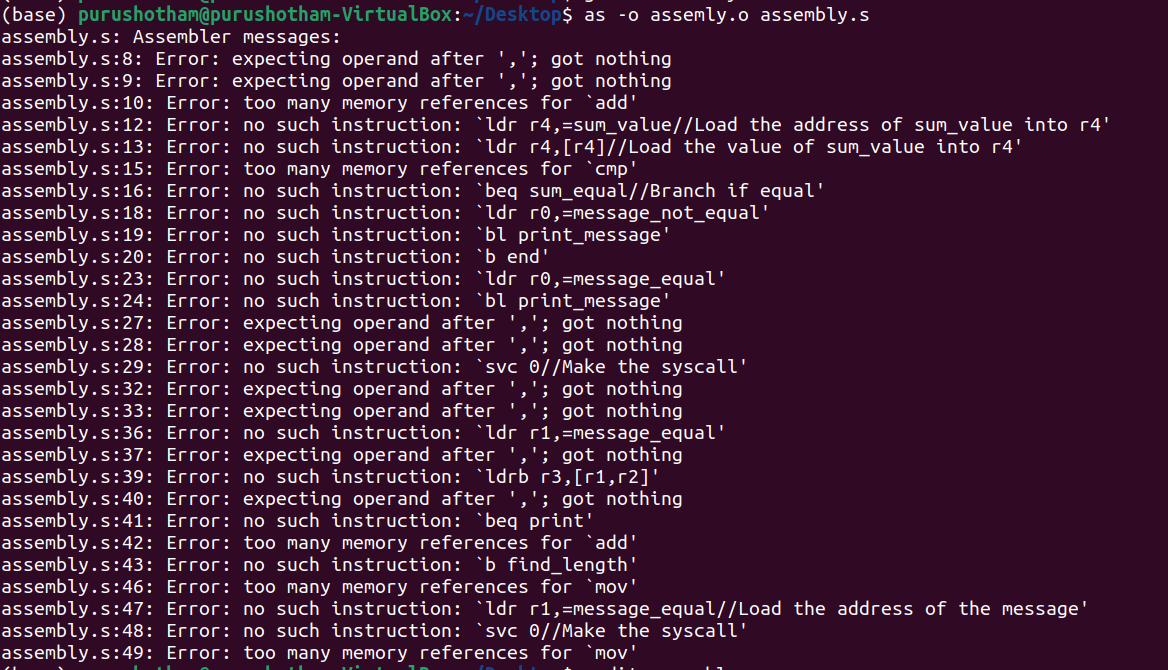 (base) purushotham@purushotham-VirtualBox:~/Desktop$ as -o assemly.o assembly.s
assembly.s: Assembler messages:
assembly.s:8: Error: expecting operand after ','; got nothing
assembly.s:9: Error: expecting operand after ','; got nothing
assembly.s:10: Error: too many memory references for `add'
assembly.s:12: Error: no such instruction: `ldr r4,=sum_value//Load the address of sum_value into r4'
assembly.s:13: Error: no such instruction: `ldr r4,[r4]//Load the value of sum_value into r4'
assembly.s:15: Error: too many memory references for `cmp'
assembly.s:16: Error: no such instruction: `beq sum_equal//Branch if equal'
assembly.s:18: Error: no such instruction: `ldr r0,=message_not_equal'
assembly.s:19: Error: no such instruction: `bl print_message'
assembly.s:20: Error: no such instruction: `b end'
assembly.s:23: Error: no such instruction: `ldr r0,=message_equal'
assembly.s:24: Error: no such instruction: `bl print_message'
assembly.s:27: Error: expecting operand after ','; got nothing
assembly.s:28: Error: expecting operand after ','; got nothing
assembly.s:29: Error: no such instruction: `svc 0//Make the syscall'
assembly.s:32: Error: expecting operand after ','; got nothing
assembly.s:33: Error: expecting operand after ','; got nothing
assembly.s:36: Error: no such instruction: `ldr r1,=message_equal'
assembly.s:37: Error: expecting operand after ','; got nothing
assembly.s:39: Error: no such instruction: `ldrb r3,[r1,r2]'
assembly.s:40: Error: expecting operand after ','; got nothing
assembly.s:41: Error: no such instruction: `beq print'
assembly.s:42: Error: too many memory references for `add'
assembly.s:43: Error: no such instruction: `b find_length'
assembly.s:46: Error: too many memory references for `mov'
assembly.s:47: Error: no such instruction: `ldr r1,=message_equal//Load the address of the message'
assembly.s:48: Error: no such instruction: `svc 0//Make the syscall'
assembly.s:49: Error: too many memory references for `mov'